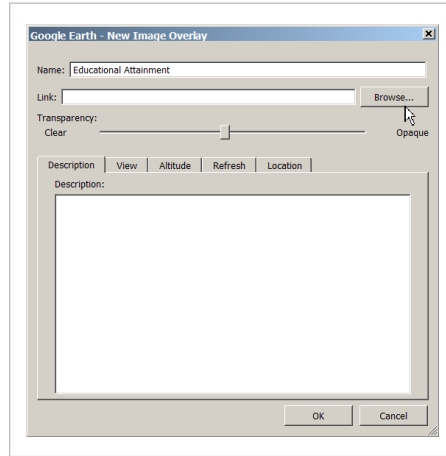 Google Earth - New Image Overlay
Name: Educational Attainment
Link: Browse...
Transparency:
Clear Opaque
Description View Altitude Refresh Location
Description:
OK Cancel